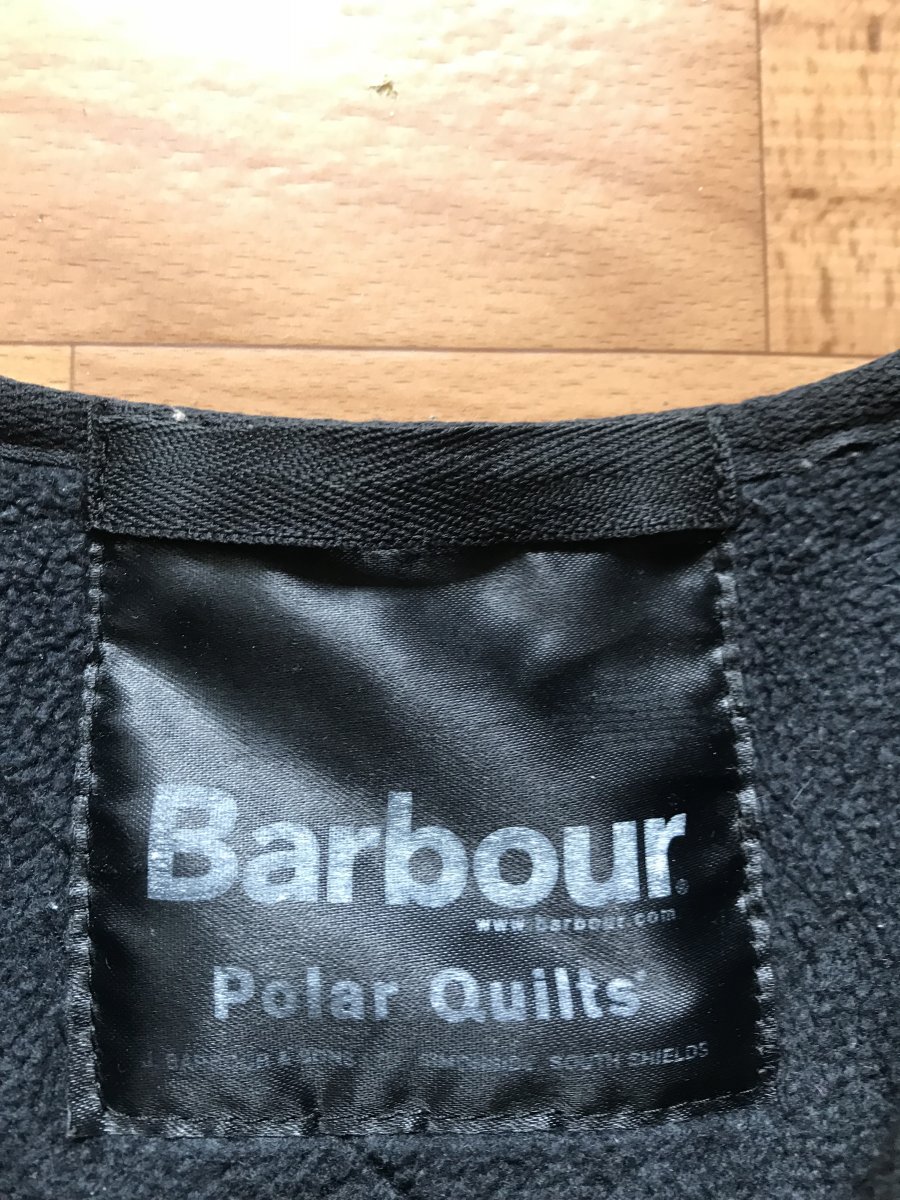 Barbour®
www.barbour.com
Polar Quilts
SOUTH SHIELDS